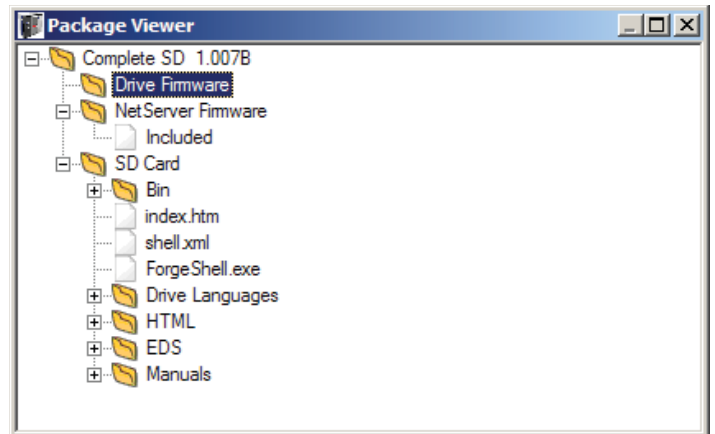 Package Viewer
Complete SD 1.007B
Drive Firmware
NetServer Firmware
Included
SD Card
Bin
index.htm
shell.xml
ForgeShell.exe
Drive Languages
HTML
EDS
Manuals